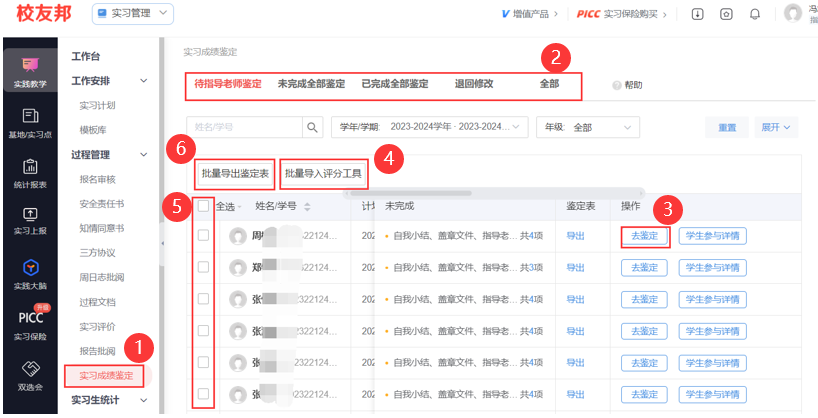 校友邦
实习管理
增值产品
PICC 实习保险购买
冯
指
实践教学
基地/实习点
统计报表
实习上报
实践大脑
升级
PICC
实习保险
双选会
工作台
工作安排
实习计划
模板库
过程管理
报名审核
安全责任书
知情同意书
三方协议
周日志批阅
过程文档
实习评价
报告批阅
1
实习成绩鉴定
实习生统计
实习成绩鉴定
2
待指导老师鉴定 未完成全部鉴定 已完成全部鉴定 退回修改 全部
帮助
姓名/学号
学年/学期: 2023-2024学年 - 2023-2024...
年级: 全部
重置
展开
6
批量导出鉴定表
批量导入评分工具
4
5
全选 姓名/学号 计划 未完成 鉴定表 操作
3
周 322124... 202 自我小结、盖章文件、指导老... 共4项 导出 去鉴定 学生参与详情
郑 22124... 202 自我小结、盖章文件、指导老... 共3项 导出 去鉴定 学生参与详情
张 22124... 202 自我小结、盖章文件、指导老... 共4项 导出 去鉴定 学生参与详情
张 322124... 202 自我小结、盖章文件、指导老... 共4项 导出 去鉴定 学生参与详情
张 2322124... 202 自我小结、盖章文件、指导老... 共4项 导出 去鉴定 学生参与详情
张 2322124... 202 自我小结、盖章文件、指导老... 共4项 导出 去鉴定 学生参与详情